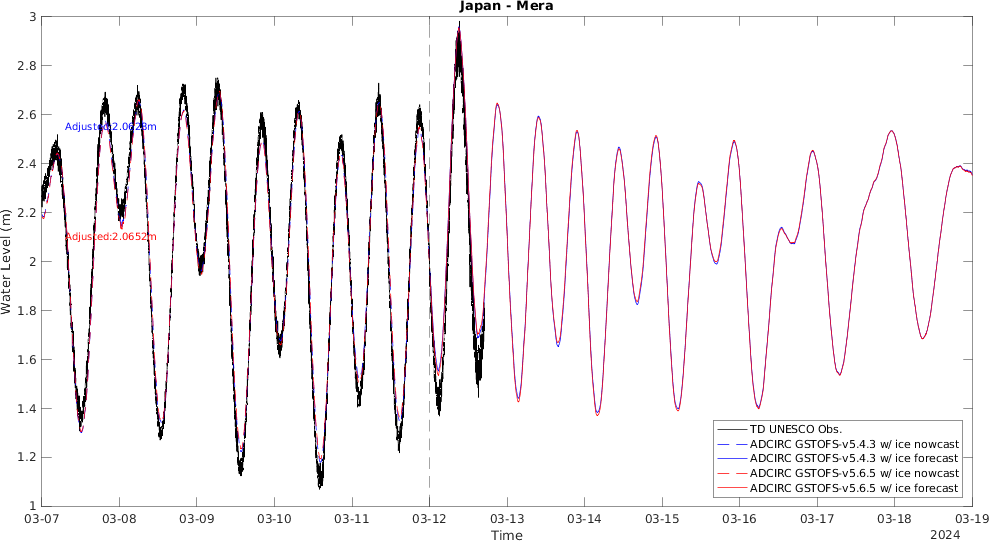 Japan - Mera
3
2.8
2.6
2.4
2.2
2
1.8
1.6
1.4
1.2
1
Water Level (m)
Adjusted:2.0628m
Adjusted:2.0652m
TD UNESCO Obs.
ADCIRC GSTOFS-v5.4.3 w/ ice nowcast
ADCIRC GSTOFS-v5.4.3 w/ ice forecast
ADCIRC GSTOFS-v5.6.5 w/ ice nowcast
ADCIRC GSTOFS-v5.6.5 w/ ice forecast
03-07 03-08 03-09 03-10 03-11 03-12 03-13 03-14 03-15 03-16 03-17 03-18 03-19
Time
2024